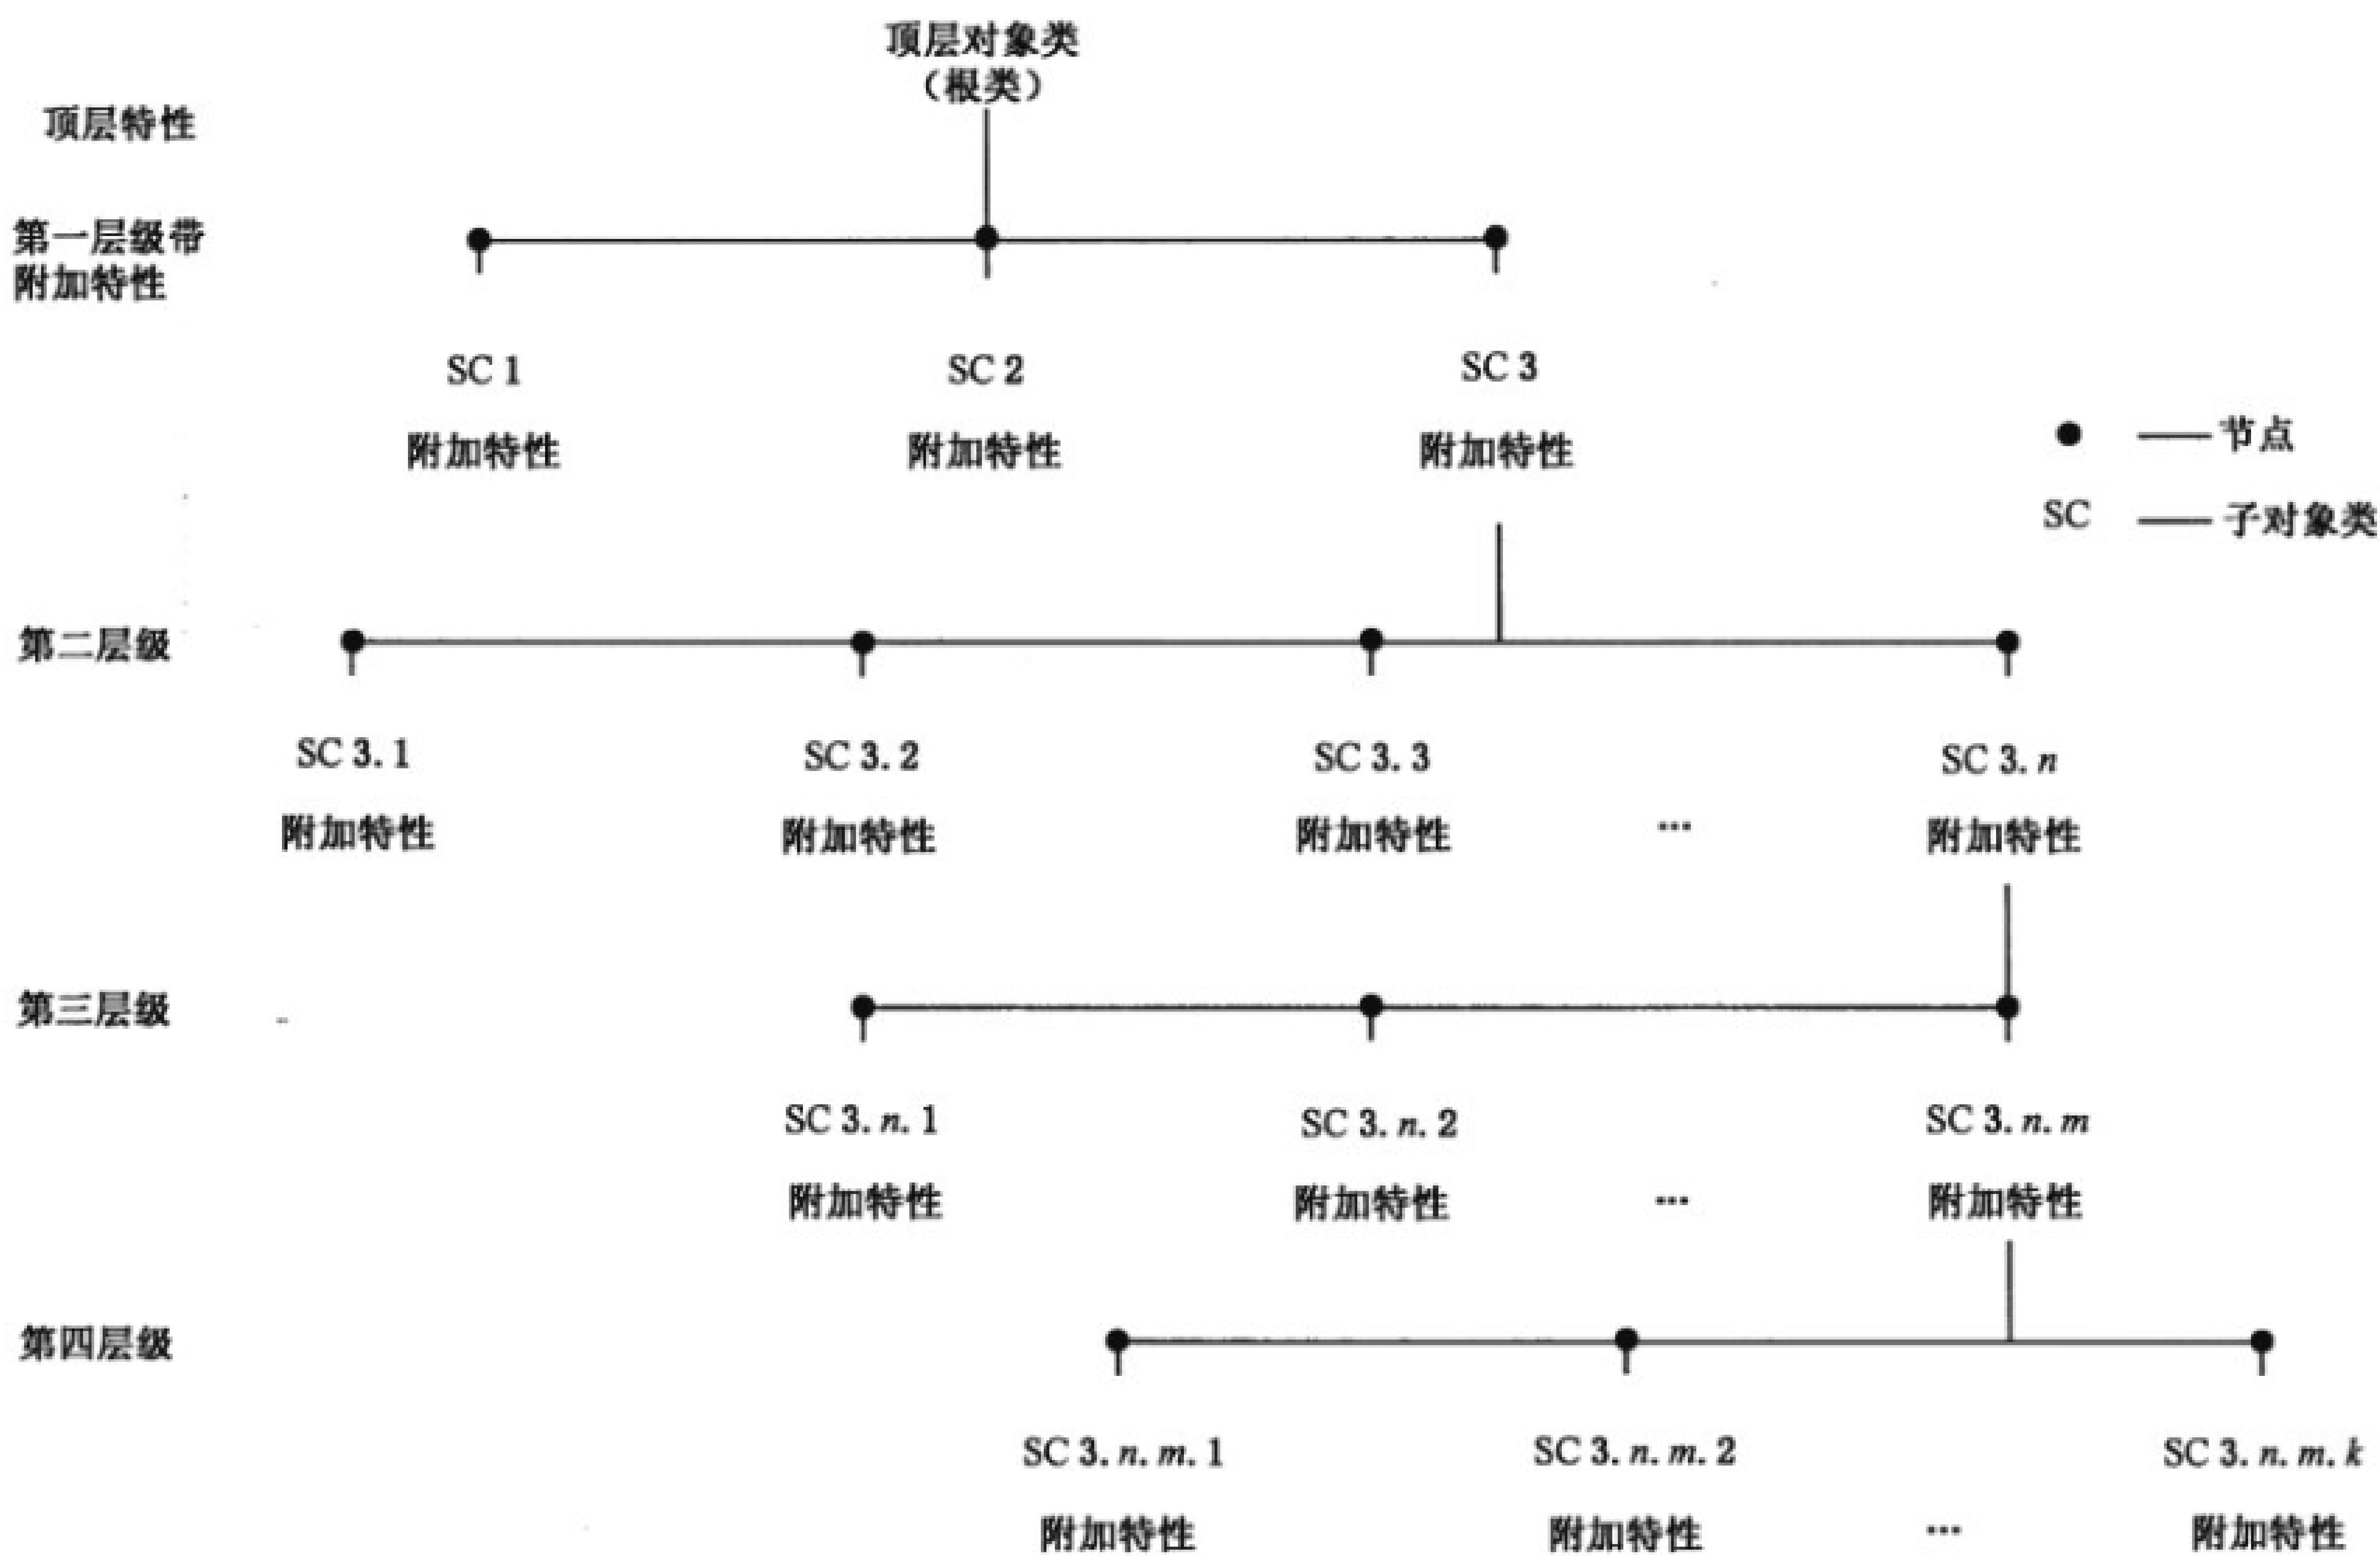 顶层对象类
(根类)
顶层特性
第一层级带
附加特性
SC 1 SC 2 SC 3
附加特性 附加特性 附加特性
● —— 节点
SC —— 子对象类
第二层级
SC 3.1 SC 3.2 SC 3.3 SC 3.n
附加特性 附加特性 附加特性 … 附加特性
第三层级
SC 3.n.1 SC 3.n.2 SC 3.n.m
附加特性 附加特性 … 附加特性
第四层级
SC 3.n.m.1 SC 3.n.m.2 SC 3.n.m.k
附加特性 附加特性 … 附加特性